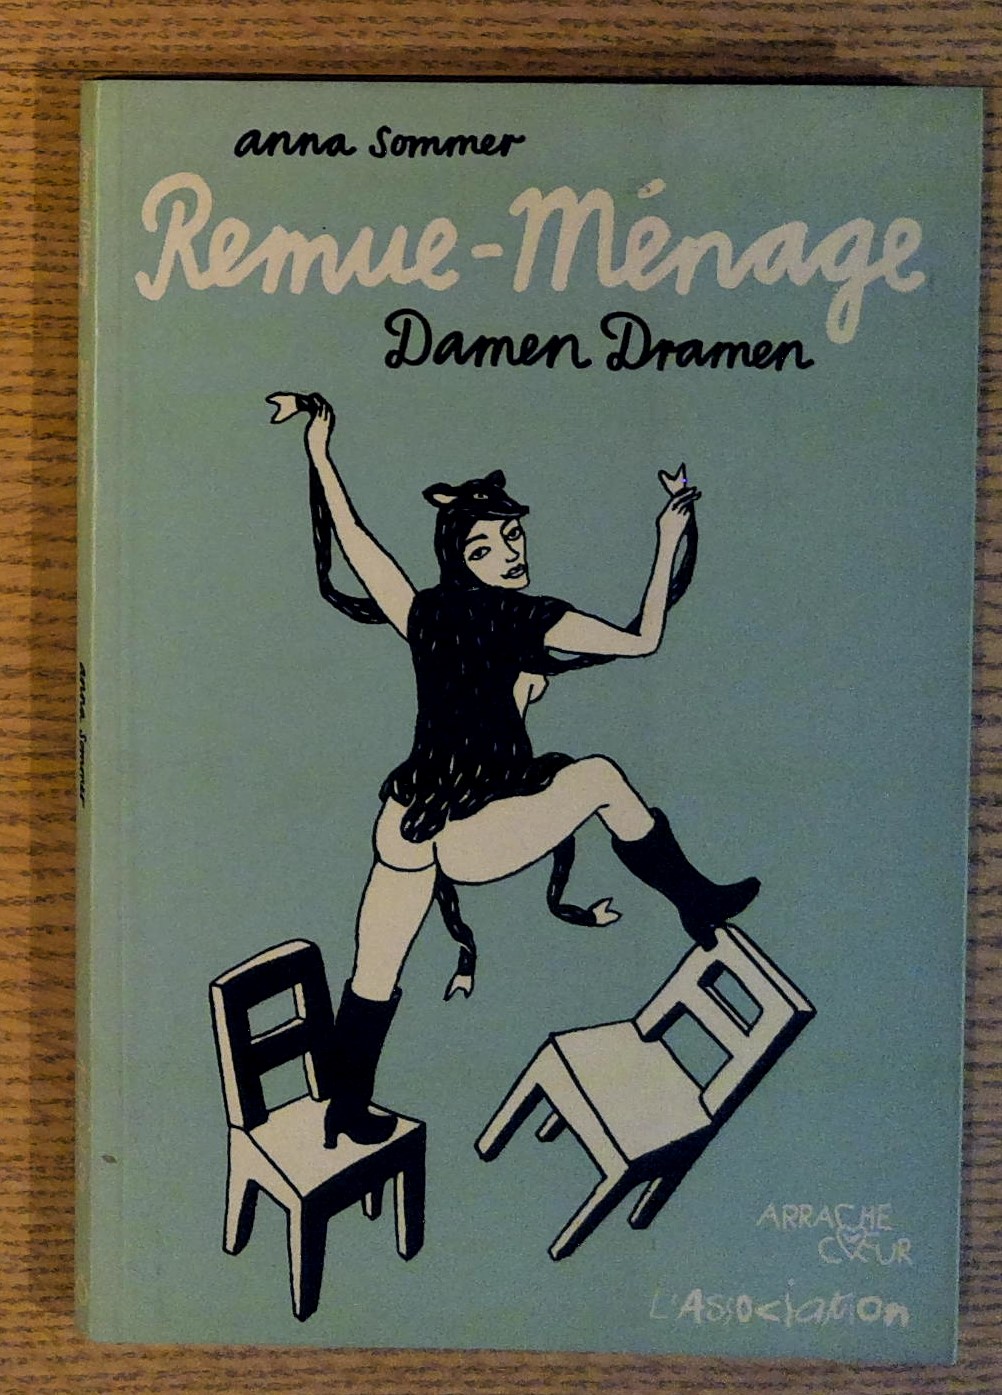 anna sommer
Remue-Ménage
Damen Dramen
ARRACHE
CŒUR
L'ASSOciation
anna sommer